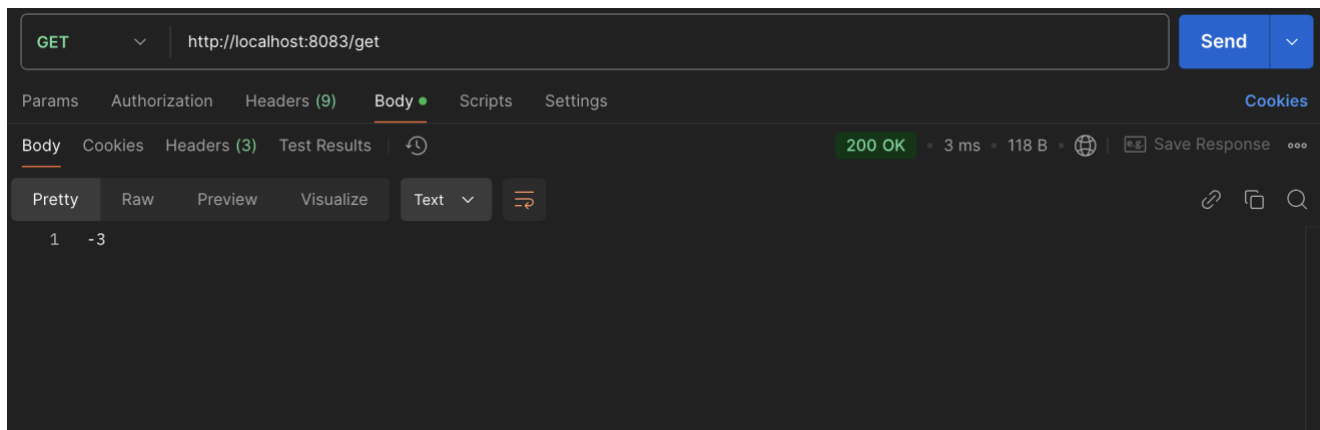 GET http://localhost:8083/get Send
Params Authorization Headers (9) Body Scripts Settings Cookies
Body Cookies Headers (3) Test Results 200 OK 3 ms 118 B e.g. Save Response
Pretty Raw Preview Visualize Text
1 -3